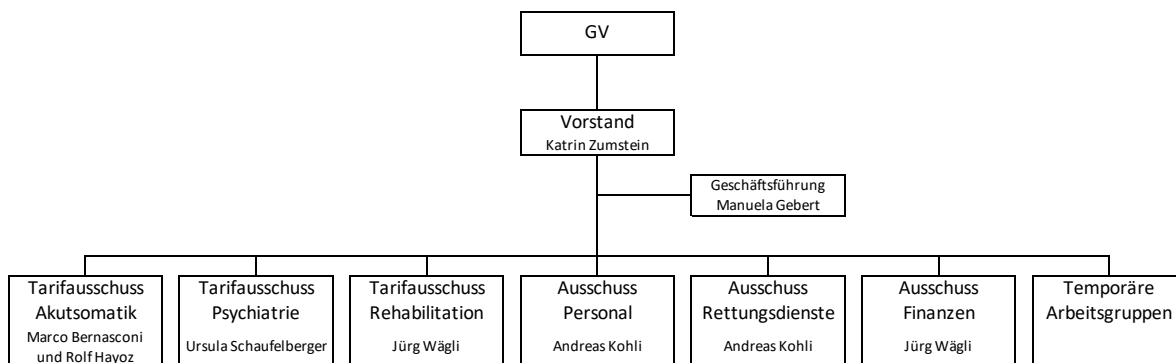 GV
Vorstand
Katrin Zumstein
Geschäftsführung
Manuela Gebert
Tarifausschuss
Akutsomatik
Marco Bernasconi
und Rolf Hayoz
Tarifausschuss
Psychiatrie
Ursula Schaufelberger
Tarifausschuss
Rehabilitation
Jürg Wägli
Ausschuss
Personal
Andreas Kohli
Ausschuss
Rettungsdienste
Andreas Kohli
Ausschuss
Finanzen
Jürg Wägli
Temporäre
Arbeitsgruppen